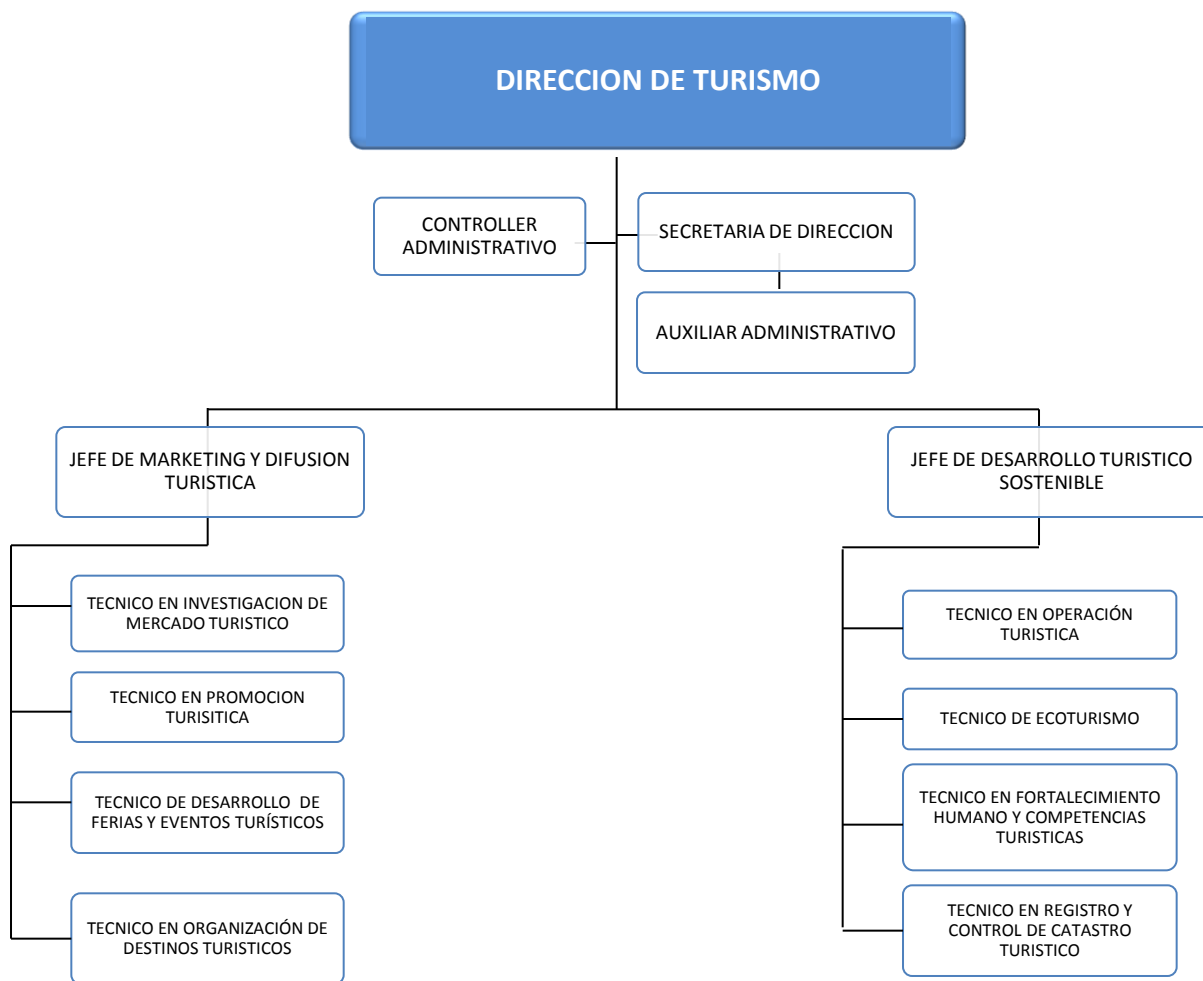 DIRECCION DE TURISMO
CONTROLLER
ADMINISTRATIVO
SECRETARIA DE DIRECCION
AUXILIAR ADMINISTRATIVO
JEFE DE MARKETING Y DIFUSION
TURISTICA
TECNICO EN INVESTIGACION DE
MERCADO TURISTICO
TECNICO EN PROMOCION
TURISITICA
TECNICO DE DESARROLLO DE
FERIAS Y EVENTOS TURÍSTICOS
TECNICO EN ORGANIZACIÓN DE
DESTINOS TURISTICOS
JEFE DE DESARROLLO TURISTICO
SOSTENIBLE
TECNICO EN OPERACIÓN
TURISTICA
TECNICO DE ECOTURISMO
TECNICO EN FORTALECIMIENTO
HUMANO Y COMPETENCIAS
TURISTICAS
TECNICO EN REGISTRO Y
CONTROL DE CATASTRO
TURISTICO